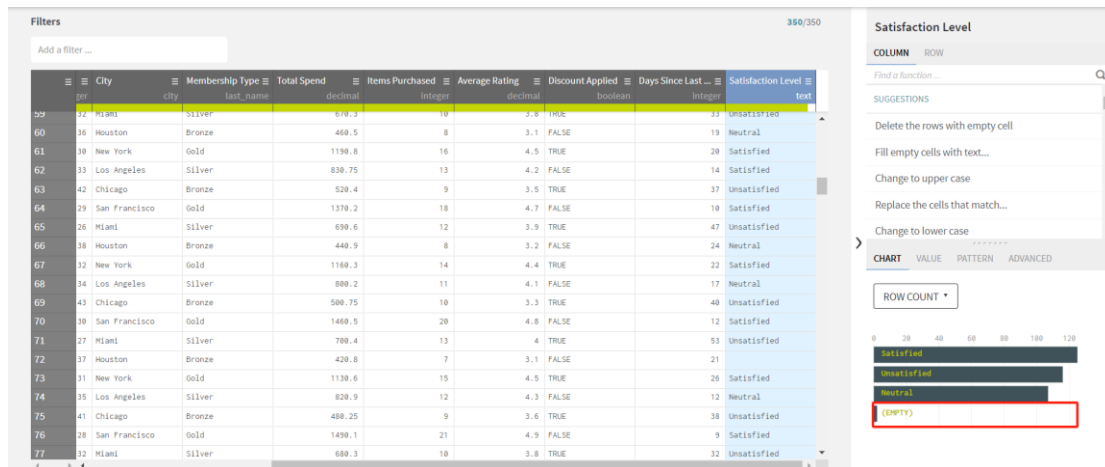 Filters
350/350
Add a filter ...
City
Membership Type
Total Spend
Items Purchased
Average Rating
Discount Applied
Days Since Last ...
Satisfaction Level
ger
city
last_name
decimal
integer
decimal
boolean
integer
text
59 32 Miami Silver 670.3 10 3.8 TRUE 33 Unsatisfied
60 36 Houston Bronze 460.5 8 3.1 FALSE 19 Neutral
61 30 New York Gold 1190.8 16 4.5 TRUE 20 Satisfied
62 33 Los Angeles Silver 830.75 13 4.2 FALSE 14 Satisfied
63 42 Chicago Bronze 520.4 9 3.5 TRUE 37 Unsatisfied
64 29 San Francisco Gold 1370.2 18 4.7 FALSE 10 Satisfied
65 26 Miami Silver 690.6 12 3.9 TRUE 47 Unsatisfied
66 38 Houston Bronze 440.9 8 3.2 FALSE 24 Neutral
67 32 New York Gold 1160.3 14 4.4 TRUE 22 Satisfied
68 34 Los Angeles Silver 800.2 11 4.1 FALSE 17 Neutral
69 43 Chicago Bronze 500.75 10 3.3 TRUE 40 Unsatisfied
70 30 San Francisco Gold 1460.5 20 4.8 FALSE 12 Satisfied
71 27 Miami Silver 700.4 13 4 TRUE 53 Unsatisfied
72 37 Houston Bronze 420.8 7 3.1 FALSE 21
73 31 New York Gold 1130.6 15 4.5 TRUE 26 Satisfied
74 35 Los Angeles Silver 820.9 12 4.3 FALSE 12 Neutral
75 41 Chicago Bronze 480.25 9 3.6 TRUE 38 Unsatisfied
76 28 San Francisco Gold 1490.1 21 4.9 FALSE 9 Satisfied
77 32 Miami Silver 680.3 10 3.8 TRUE 32 Unsatisfied
Satisfaction Level
COLUMN ROW
Find a function ...
SUGGESTIONS
Delete the rows with empty cell
Fill empty cells with text...
Change to upper case
Replace the cells that match...
Change to lower case
CHART VALUE PATTERN ADVANCED
ROW COUNT
0 20 40 60 80 100 120
Satisfied
Unsatisfied
Neutral
(EMPTY)